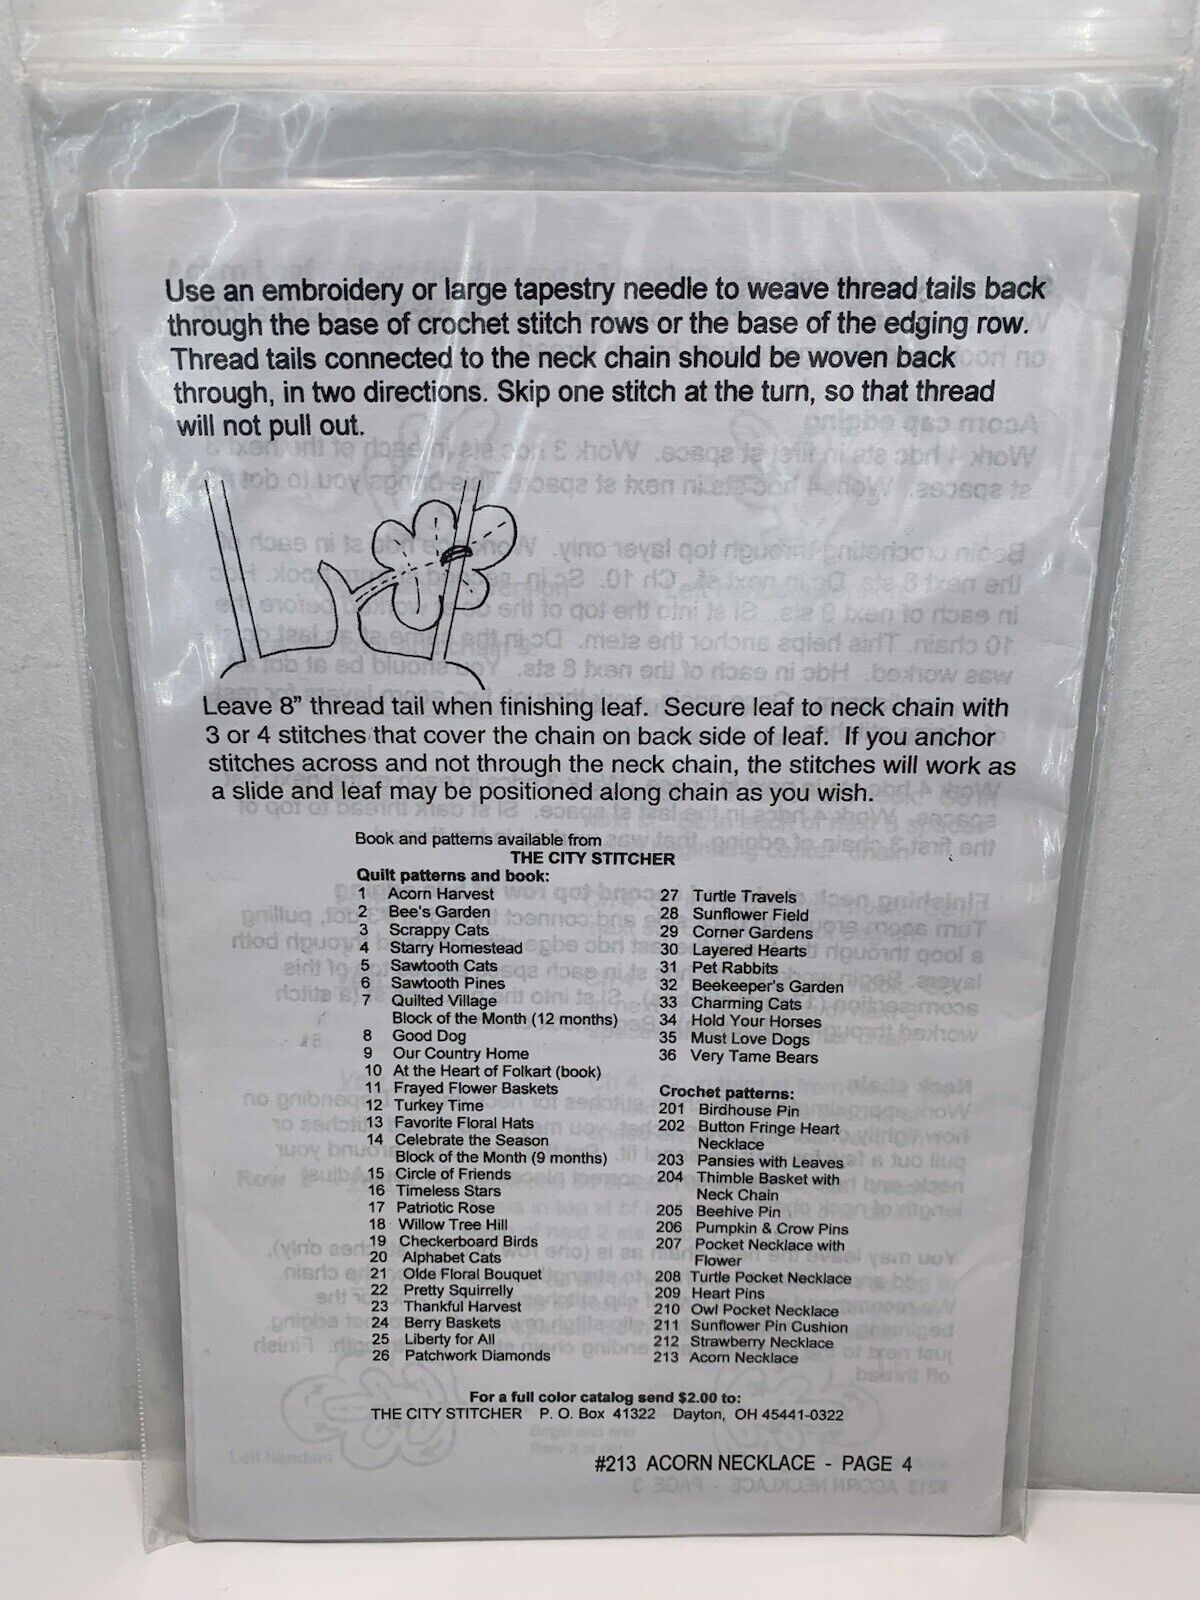 Use an embroidery or large tapestry needle to weave thread tails back
through the base of crochet stitch rows or the base of the edging row.
Thread tails connected to the neck chain should be woven back
through, in two directions. Skip one stitch at the turn, so that thread
will not pull out.
Leave 8” thread tail when finishing leaf. Secure leaf to neck chain with
3 or 4 stitches that cover the chain on back side of leaf. If you anchor
stitches across and not through the neck chain, the stitches will work as
a slide and leaf may be positioned along chain as you wish.
Book and patterns available from
THE CITY STITCHER
Quilt patterns and book:
1 Acorn Harvest
2 Bee's Garden
3 Scrappy Cats
4 Starry Homestead
5 Sawtooth Cats
6 Sawtooth Pines
7 Quilted Village
Block of the Month (12 months)
8 Good Dog
9 Our Country Home
10 At the Heart of Folkart (book)
11 Frayed Flower Baskets
12 Turkey Time
13 Favorite Floral Hats
14 Celebrate the Season
Block of the Month (9 months)
15 Circle of Friends
16 Timeless Stars
17 Patriotic Rose
18 Willow Tree Hill
19 Checkerboard Birds
20 Alphabet Cats
21 Olde Floral Bouquet
22 Pretty Squirrelly
23 Thankful Harvest
24 Berry Baskets
25 Liberty for All
26 Patchwork Diamonds
27 Turtle Travels
28 Sunflower Field
29 Corner Gardens
30 Layered Hearts
31 Pet Rabbits
32 Beekeeper's Garden
33 Charming Cats
34 Hold Your Horses
35 Must Love Dogs
36 Very Tame Bears
Crochet patterns:
201 Birdhouse Pin
202 Button Fringe Heart
Necklace
203 Pansies with Leaves
204 Thimble Basket with
Neck Chain
205 Beehive Pin
206 Pumpkin & Crow Pins
207 Pocket Necklace with
Flower
208 Turtle Pocket Necklace
209 Heart Pins
210 Owl Pocket Necklace
211 Sunflower Pin Cushion
212 Strawberry Necklace
213 Acorn Necklace
For a full color catalog send $2.00 to:
THE CITY STITCHER P. O. Box 41322 Dayton, OH 45441-0322
#213 ACORN NECKLACE - PAGE 4